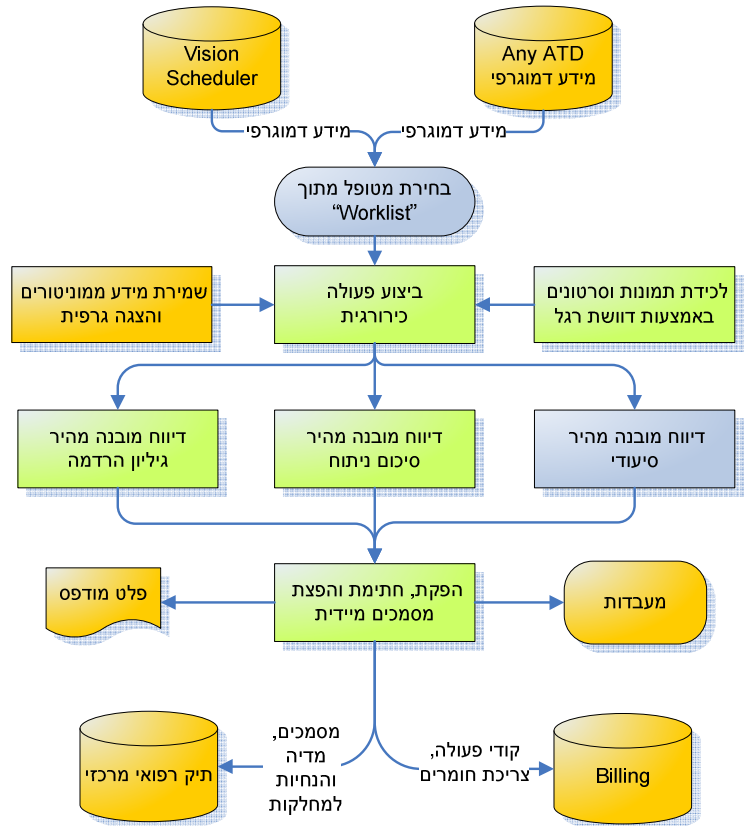 Vision
Scheduler
Any ATD
מידע דמוגרפי
מידע דמוגרפי
מידע דמוגרפי
בחירת מטופל מתוך
“Worklist”
שמירת מידע ממוניטורים
והצגה גרפית
ביצוע פעולה
כירורגית
לכידת תמונות וסרטונים
באמצעות דוושת רגל
דיווח מובנה מהיר
גיליון הרדמה
דיווח מובנה מהיר
סיכום ניתוח
דיווח מובנה מהיר
סיעודי
פלט מודפס
הפקת, חתימת והפצת
מסמכים מיידית
מעבדות
מסמכים,
מדיה
והנחיות
למחלקות
קודי פעולה,
צריכת חומרים
תיק רפואי מרכזי
Billing